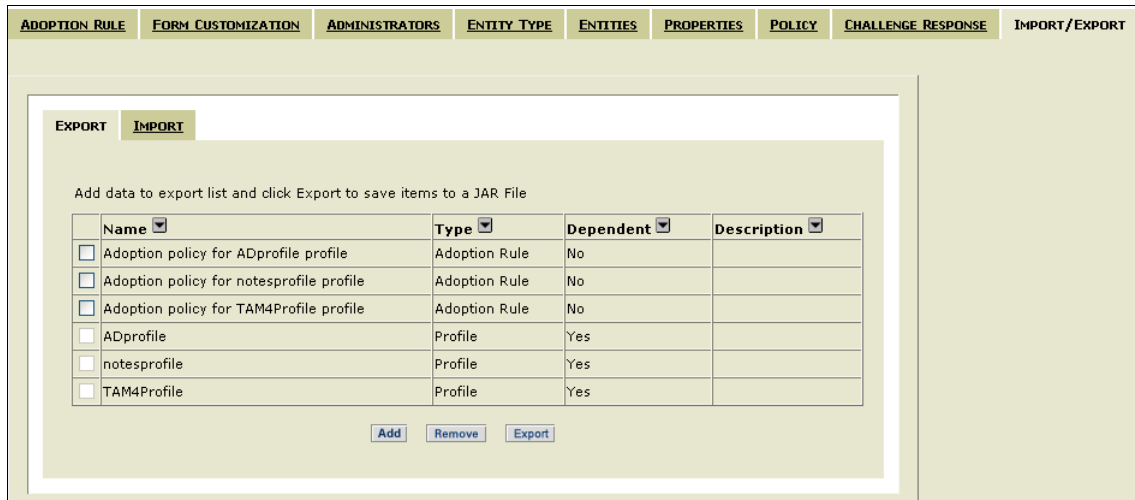 ADOPTION RULE FORM CUSTOMIZATION ADMINISTRATORS ENTITY TYPE ENTITIES PROPERTIES POLICY CHALLENGE RESPONSE IMPORT/EXPORT
EXPORT IMPORT
Add data to export list and click Export to save items to a JAR File
Name Type Dependent Description
Adoption policy for ADprofile profile Adoption Rule No
Adoption policy for notesprofile profile Adoption Rule No
Adoption policy for TAM4Profile profile Adoption Rule No
ADprofile Profile Yes
notesprofile Profile Yes
TAM4Profile Profile Yes
Add Remove Export